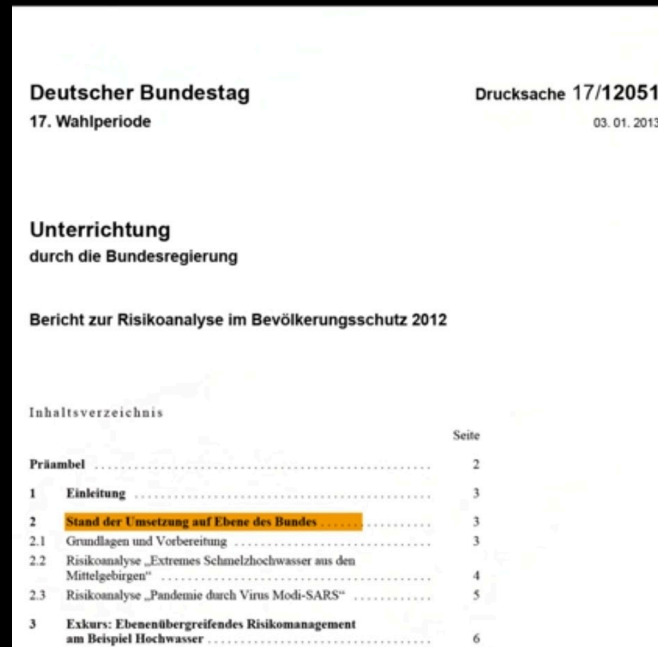 Deutscher Bundestag
Drucksache 17/12051
17. Wahlperiode
03. 01. 2013
Unterrichtung
durch die Bundesregierung
Bericht zur Risikoanalyse im Bevölkerungsschutz 2012
Inhaltsverzeichnis
Seite
Präambel 2
1 Einleitung 3
2 Stand der Umsetzung auf Ebene des Bundes 3
2.1 Grundlagen und Vorbereitung 3
2.2 Risikoanalyse „Extremes Schmelzhochwasser aus den
Mittelgebirgen“ 4
2.3 Risikoanalyse „Pandemie durch Virus Modi-SARS“ 5
3 Exkurs: Ebenenübergreifendes Risikomanagement
am Beispiel Hochwasser 6